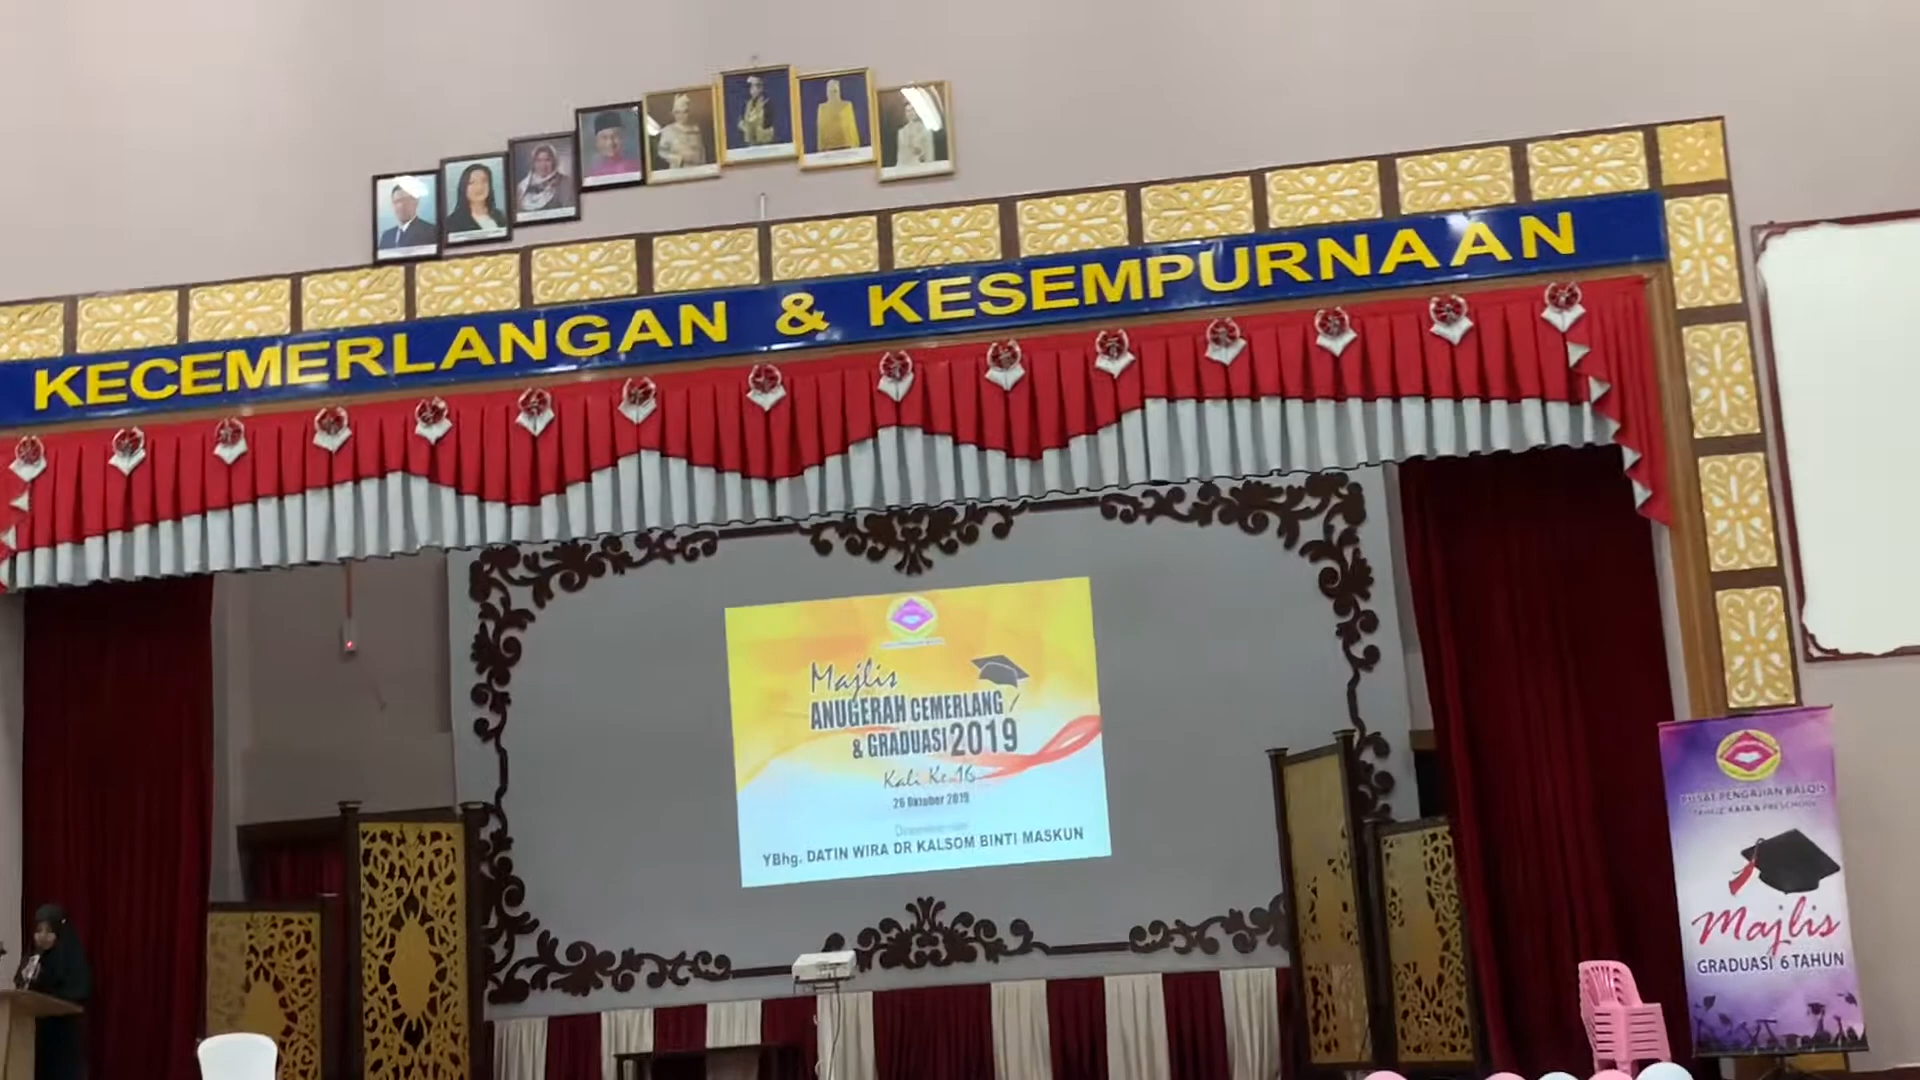 KECEMERLANGAN & KESEMPURNAAN
Majlis
ANUGERAH CEMERLANG
& GRADUASI 2019
Kali Ke 16
26 Oktober 2019
YBhg. DATIN WIRA DR KALSOM BINTI MASKUN
PUSAT PENGAJIAN BALQIS
TAHFIZ, KAFA & PRESCHOOL
Majlis
GRADUASI 6 TAHUN